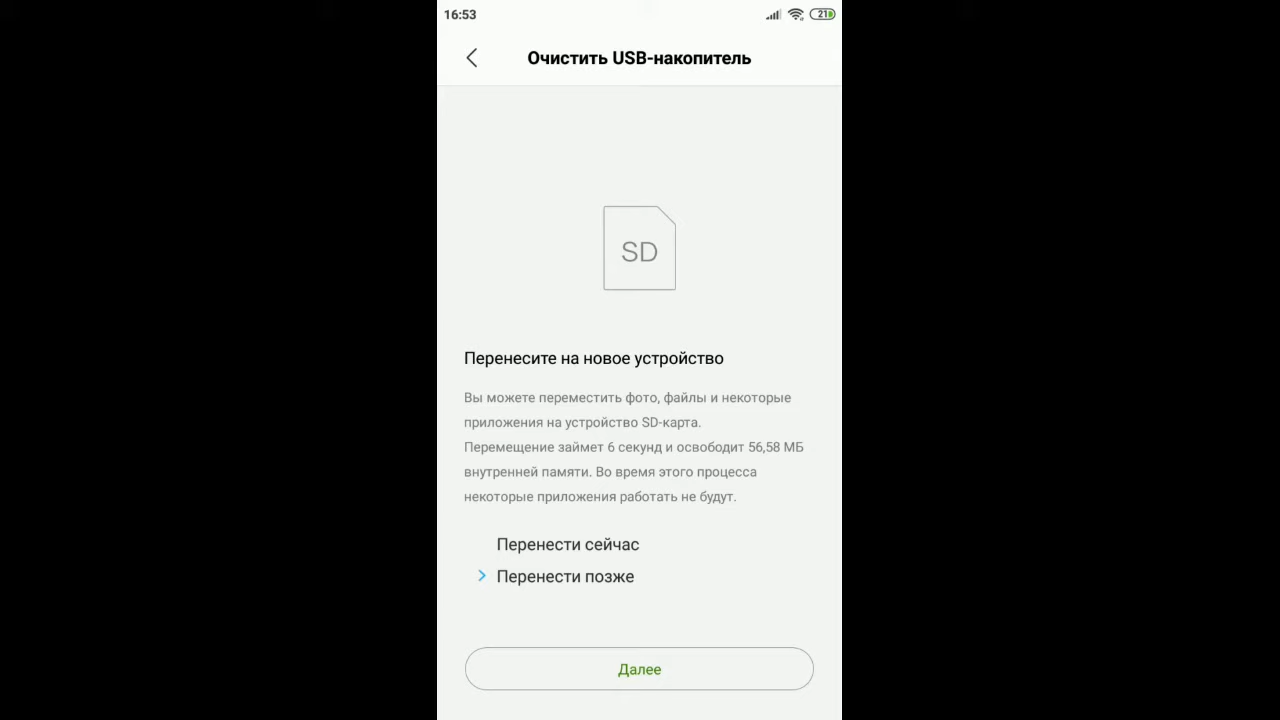 16:53
21
Очистить USB-накопитель
SD
Перенесите на новое устройство
Вы можете переместить фото, файлы и некоторые
приложения на устройство SD-карта.
Перемещение займет 6 секунд и освободит 56,58 МБ
внутренней памяти. Во время этого процесса
некоторые приложения работать не будут.
Перенести сейчас
Перенести позже
Далее